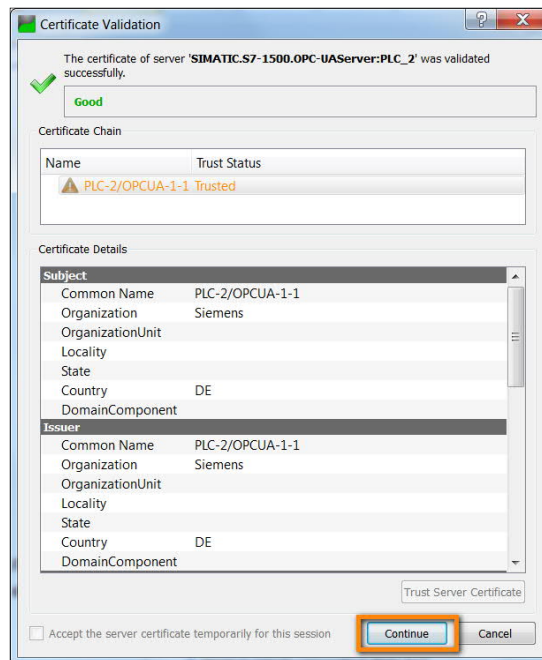 Certificate Validation
The certificate of server 'SIMATIC.S7-1500.OPC-UAServer:PLC_2' was validated
successfully.
Good
Certificate Chain
Name Trust Status
PLC-2/OPCUA-1-1 Trusted
Certificate Details
Subject
Common Name PLC-2/OPCUA-1-1
Organization Siemens
OrganizationUnit
Locality
State
Country DE
DomainComponent
Issuer
Common Name PLC-2/OPCUA-1-1
Organization Siemens
OrganizationUnit
Locality
State
Country DE
DomainComponent
Trust Server Certificate
Accept the server certificate temporarily for this session Continue Cancel